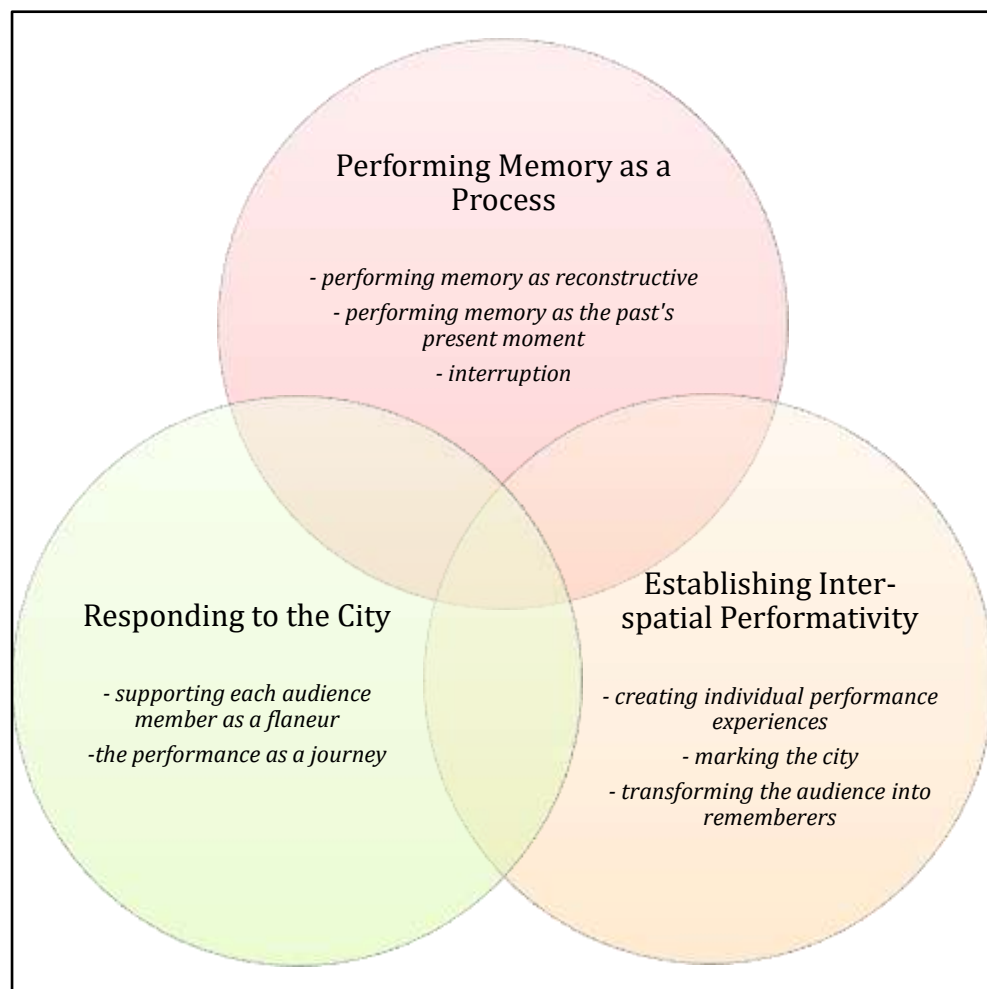 Performing Memory as a
Process
- performing memory as reconstructive
- performing memory as the past's
present moment
- interruption
Responding to the City
- supporting each audience
member as a flaneur
-the performance as a journey
Establishing Inter-
spatial Performativity
- creating individual performance
experiences
- marking the city
- transforming the audience into
rememberers